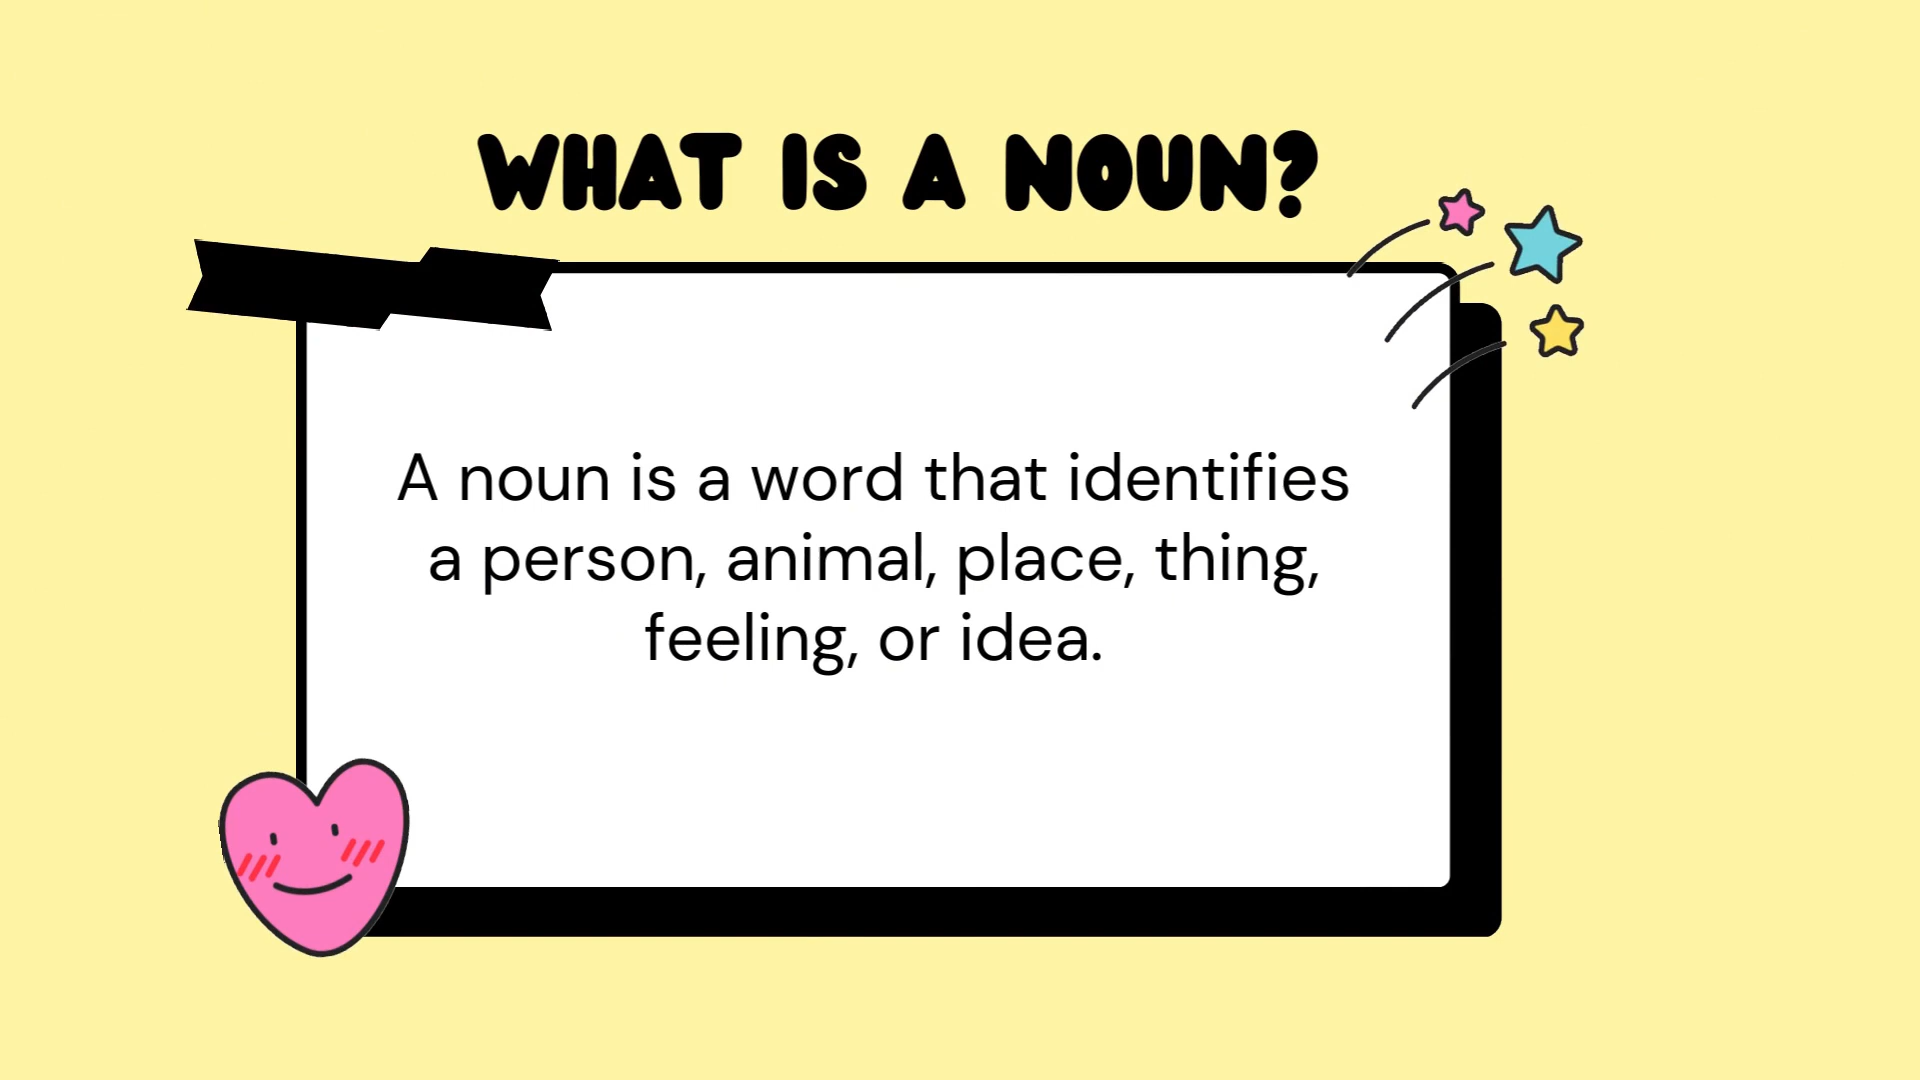 WHAT IS A NOUN?
A noun is a word that identifies
a person, animal, place, thing,
feeling, or idea.